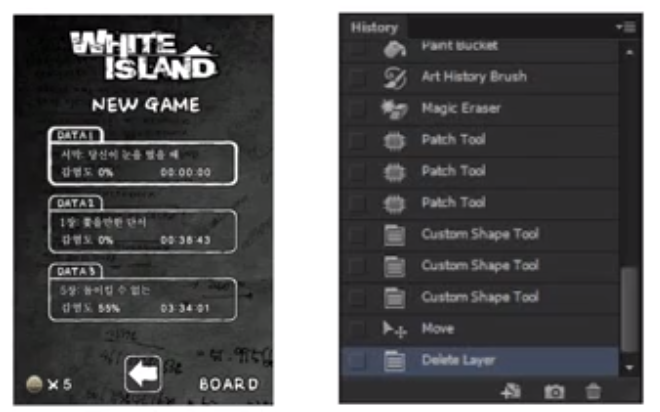 WHITE
ISLAND
NEW GAME
DATA 1
시작: 당신이 눈을 떴을 때
감염도 0% 00:00:00
DATA 2
1장: 풀숲안한 단서
감염도 0% 00:38:43
DATA 3
5장: 돌이킬 수 없는
감염도 55% 03:34:01
× 5
BOARD
History
Paint Bucket
Art History Brush
Magic Eraser
Patch Tool
Patch Tool
Patch Tool
Custom Shape Tool
Custom Shape Tool
Custom Shape Tool
Move
Delete Layer